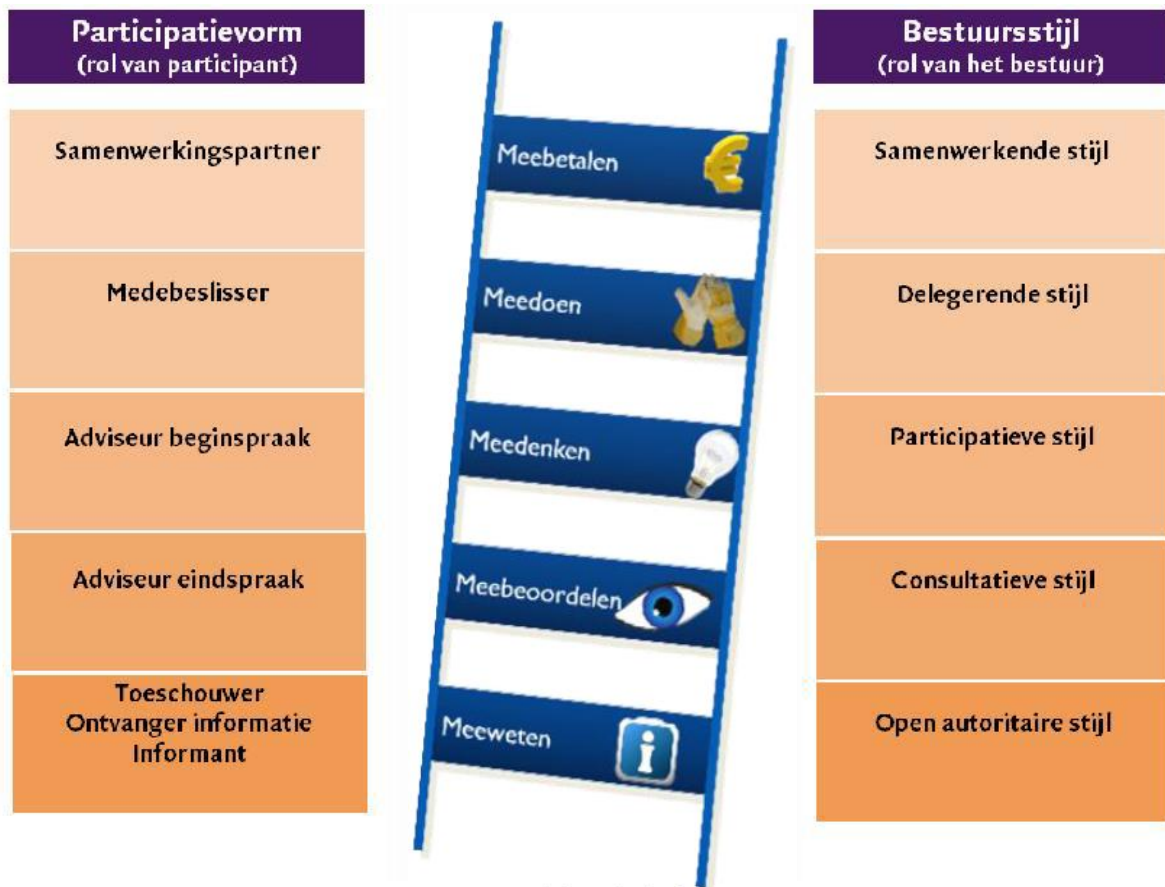 Participatievorm
(rol van participant)
Samenwerkingspartner
Medebeslisser
Adviseur beginspraak
Adviseur eindspraak
Toeschouwer
Ontvanger informatie
Informant
Meebetalen
Meedoen
Meedenken
Meebeoordelen
Meeweten
i
Bestuursstijl
(rol van het bestuur)
Samenwerkende stijl
Delegerende stijl
Participatieve stijl
Consultatieve stijl
Open autoritaire stijl